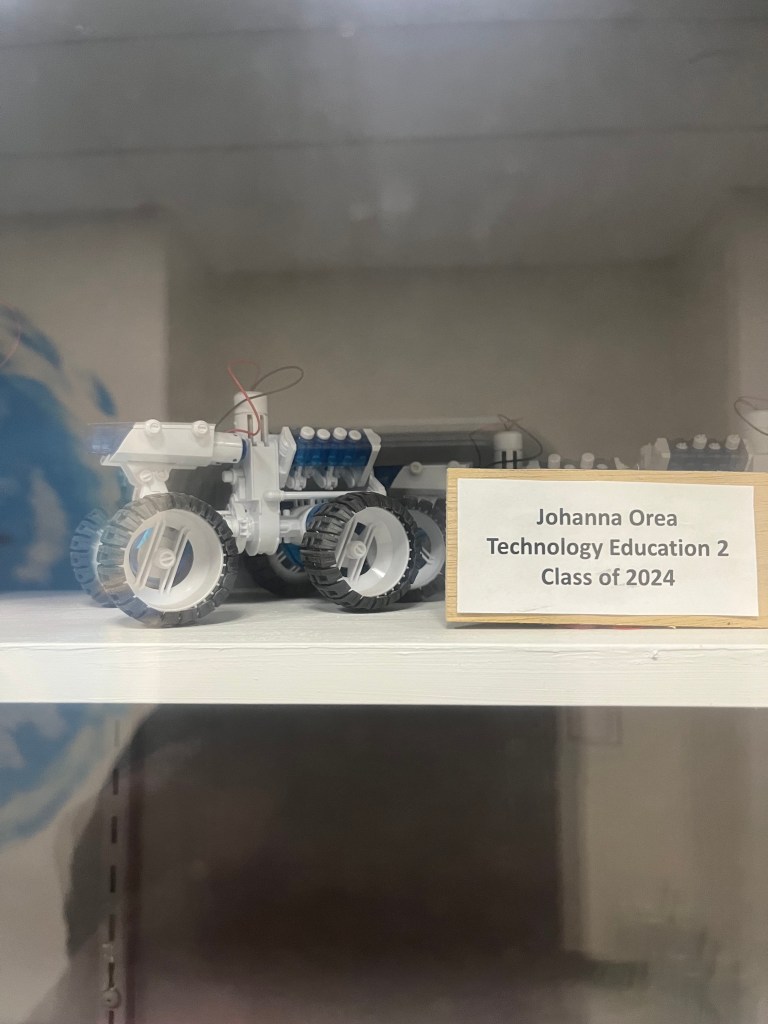 Johanna Orea
Technology Education 2
Class of 2024